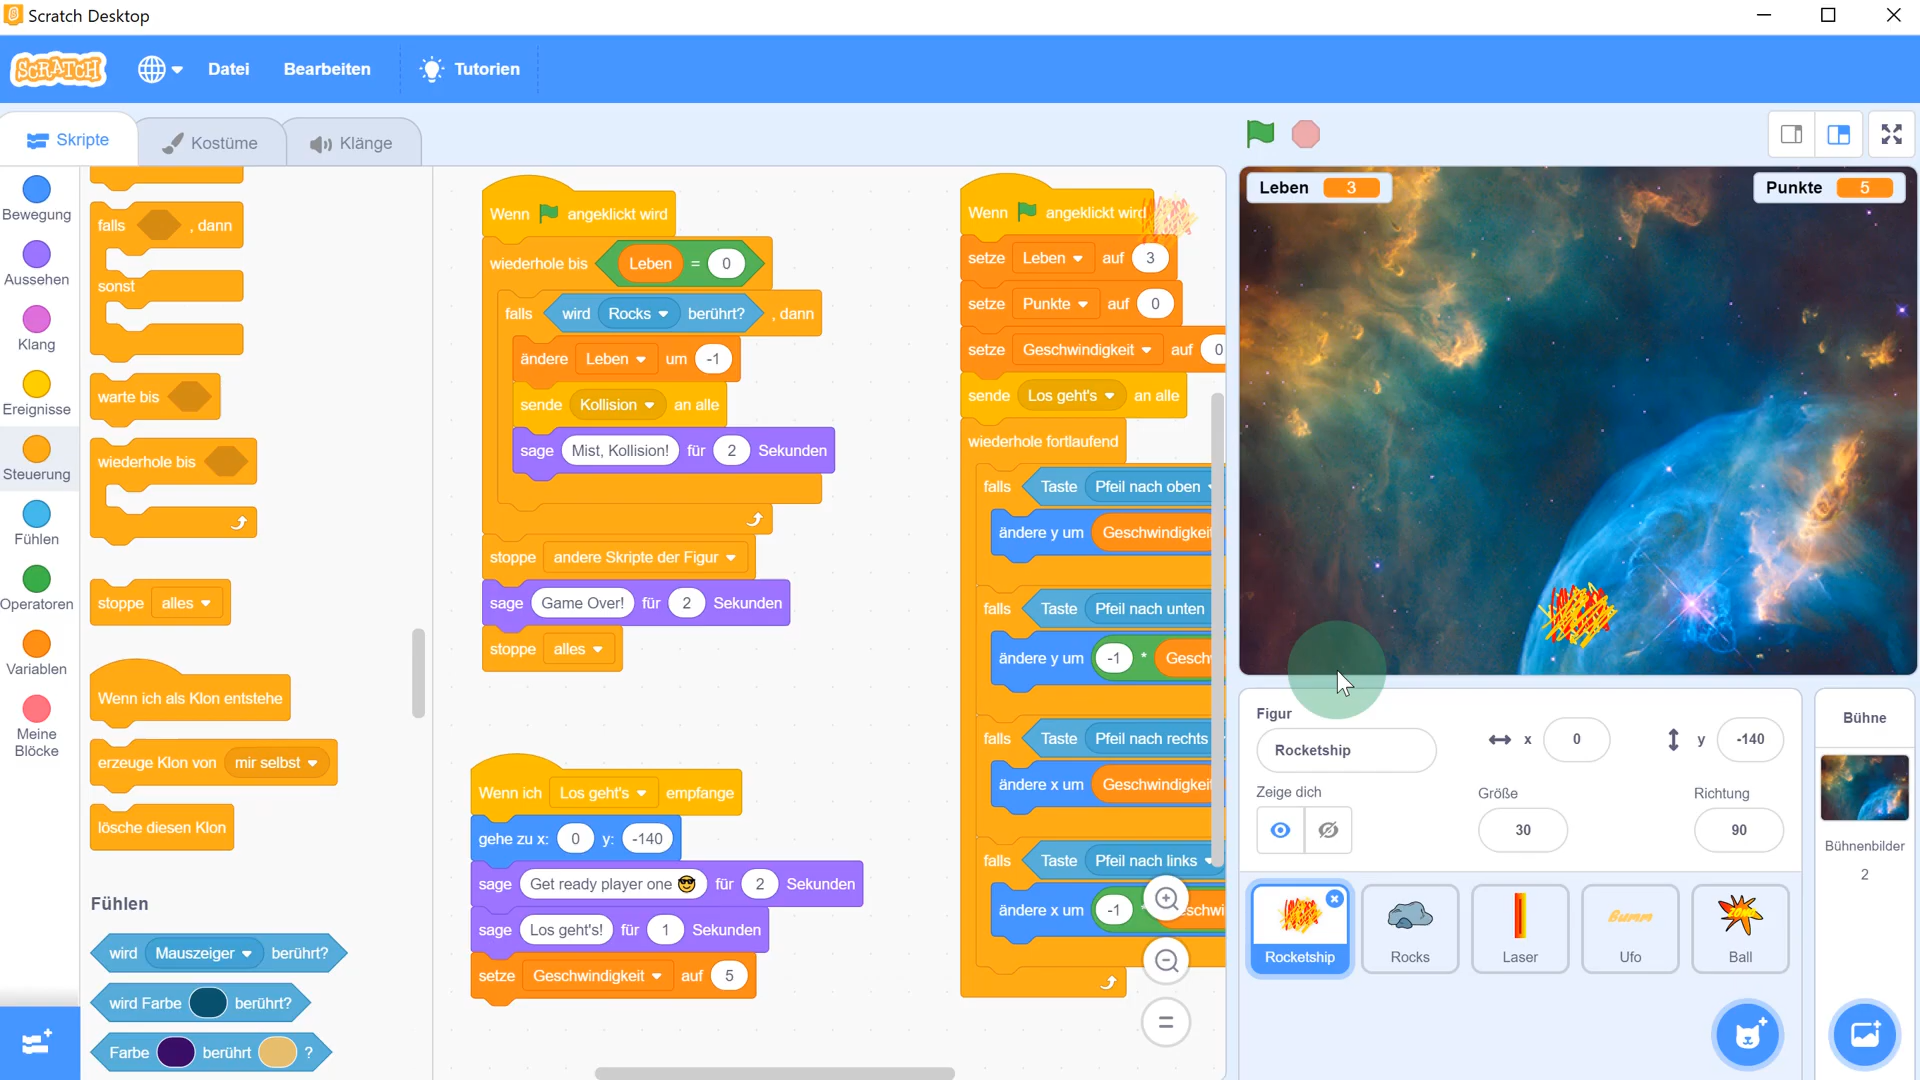 Scratch Desktop
SCRATCH
Datei
Bearbeiten
Tutorien
Skripte
Kostüme
Klänge
Bewegung
Aussehen
Klang
Ereignisse
Steuerung
Fühlen
Operatoren
Variablen
Meine
Blöcke
falls , dann
sonst
warte bis
wiederhole bis
stoppe alles
Wenn ich als Klon entstehe
erzeuge Klon von mir selbst
lösche diesen Klon
Fühlen
wird Mauszeiger berührt?
wird Farbe berührt?
Farbe berührt ?
Wenn angeklickt wird
wiederhole bis Leben = 0
falls wird Rocks berührt? , dann
ändere Leben um -1
sende Kollision an alle
sage Mist, Kollision! für 2 Sekunden
stoppe andere Skripte der Figur
sage Game Over! für 2 Sekunden
stoppe alles
Wenn ich Los geht's empfange
gehe zu x: 0 y: -140
sage Get ready player one 😎 für 2 Sekunden
sage Los geht's! für 1 Sekunden
setze Geschwindigkeit auf 5
Wenn angeklickt wird
setze Leben auf 3
setze Punkte auf 0
setze Geschwindigkeit auf 0
sende Los geht's an alle
wiederhole fortlaufend
falls Taste Pfeil nach oben
ändere y um Geschwindigkei
falls Taste Pfeil nach unten
ändere y um -1 * Gesch
falls Taste Pfeil nach rechts
ändere x um Geschwindigkei
falls Taste Pfeil nach links
ändere x um -1 eschwi
Leben 3
Punkte 5
Figur
Rocketship
x 0
y -140
Zeige dich
Größe
30
Richtung
90
Rocketship
Rocks
Laser
Bumm
Ufo
Ball
Bühne
Bühnenbilder
2